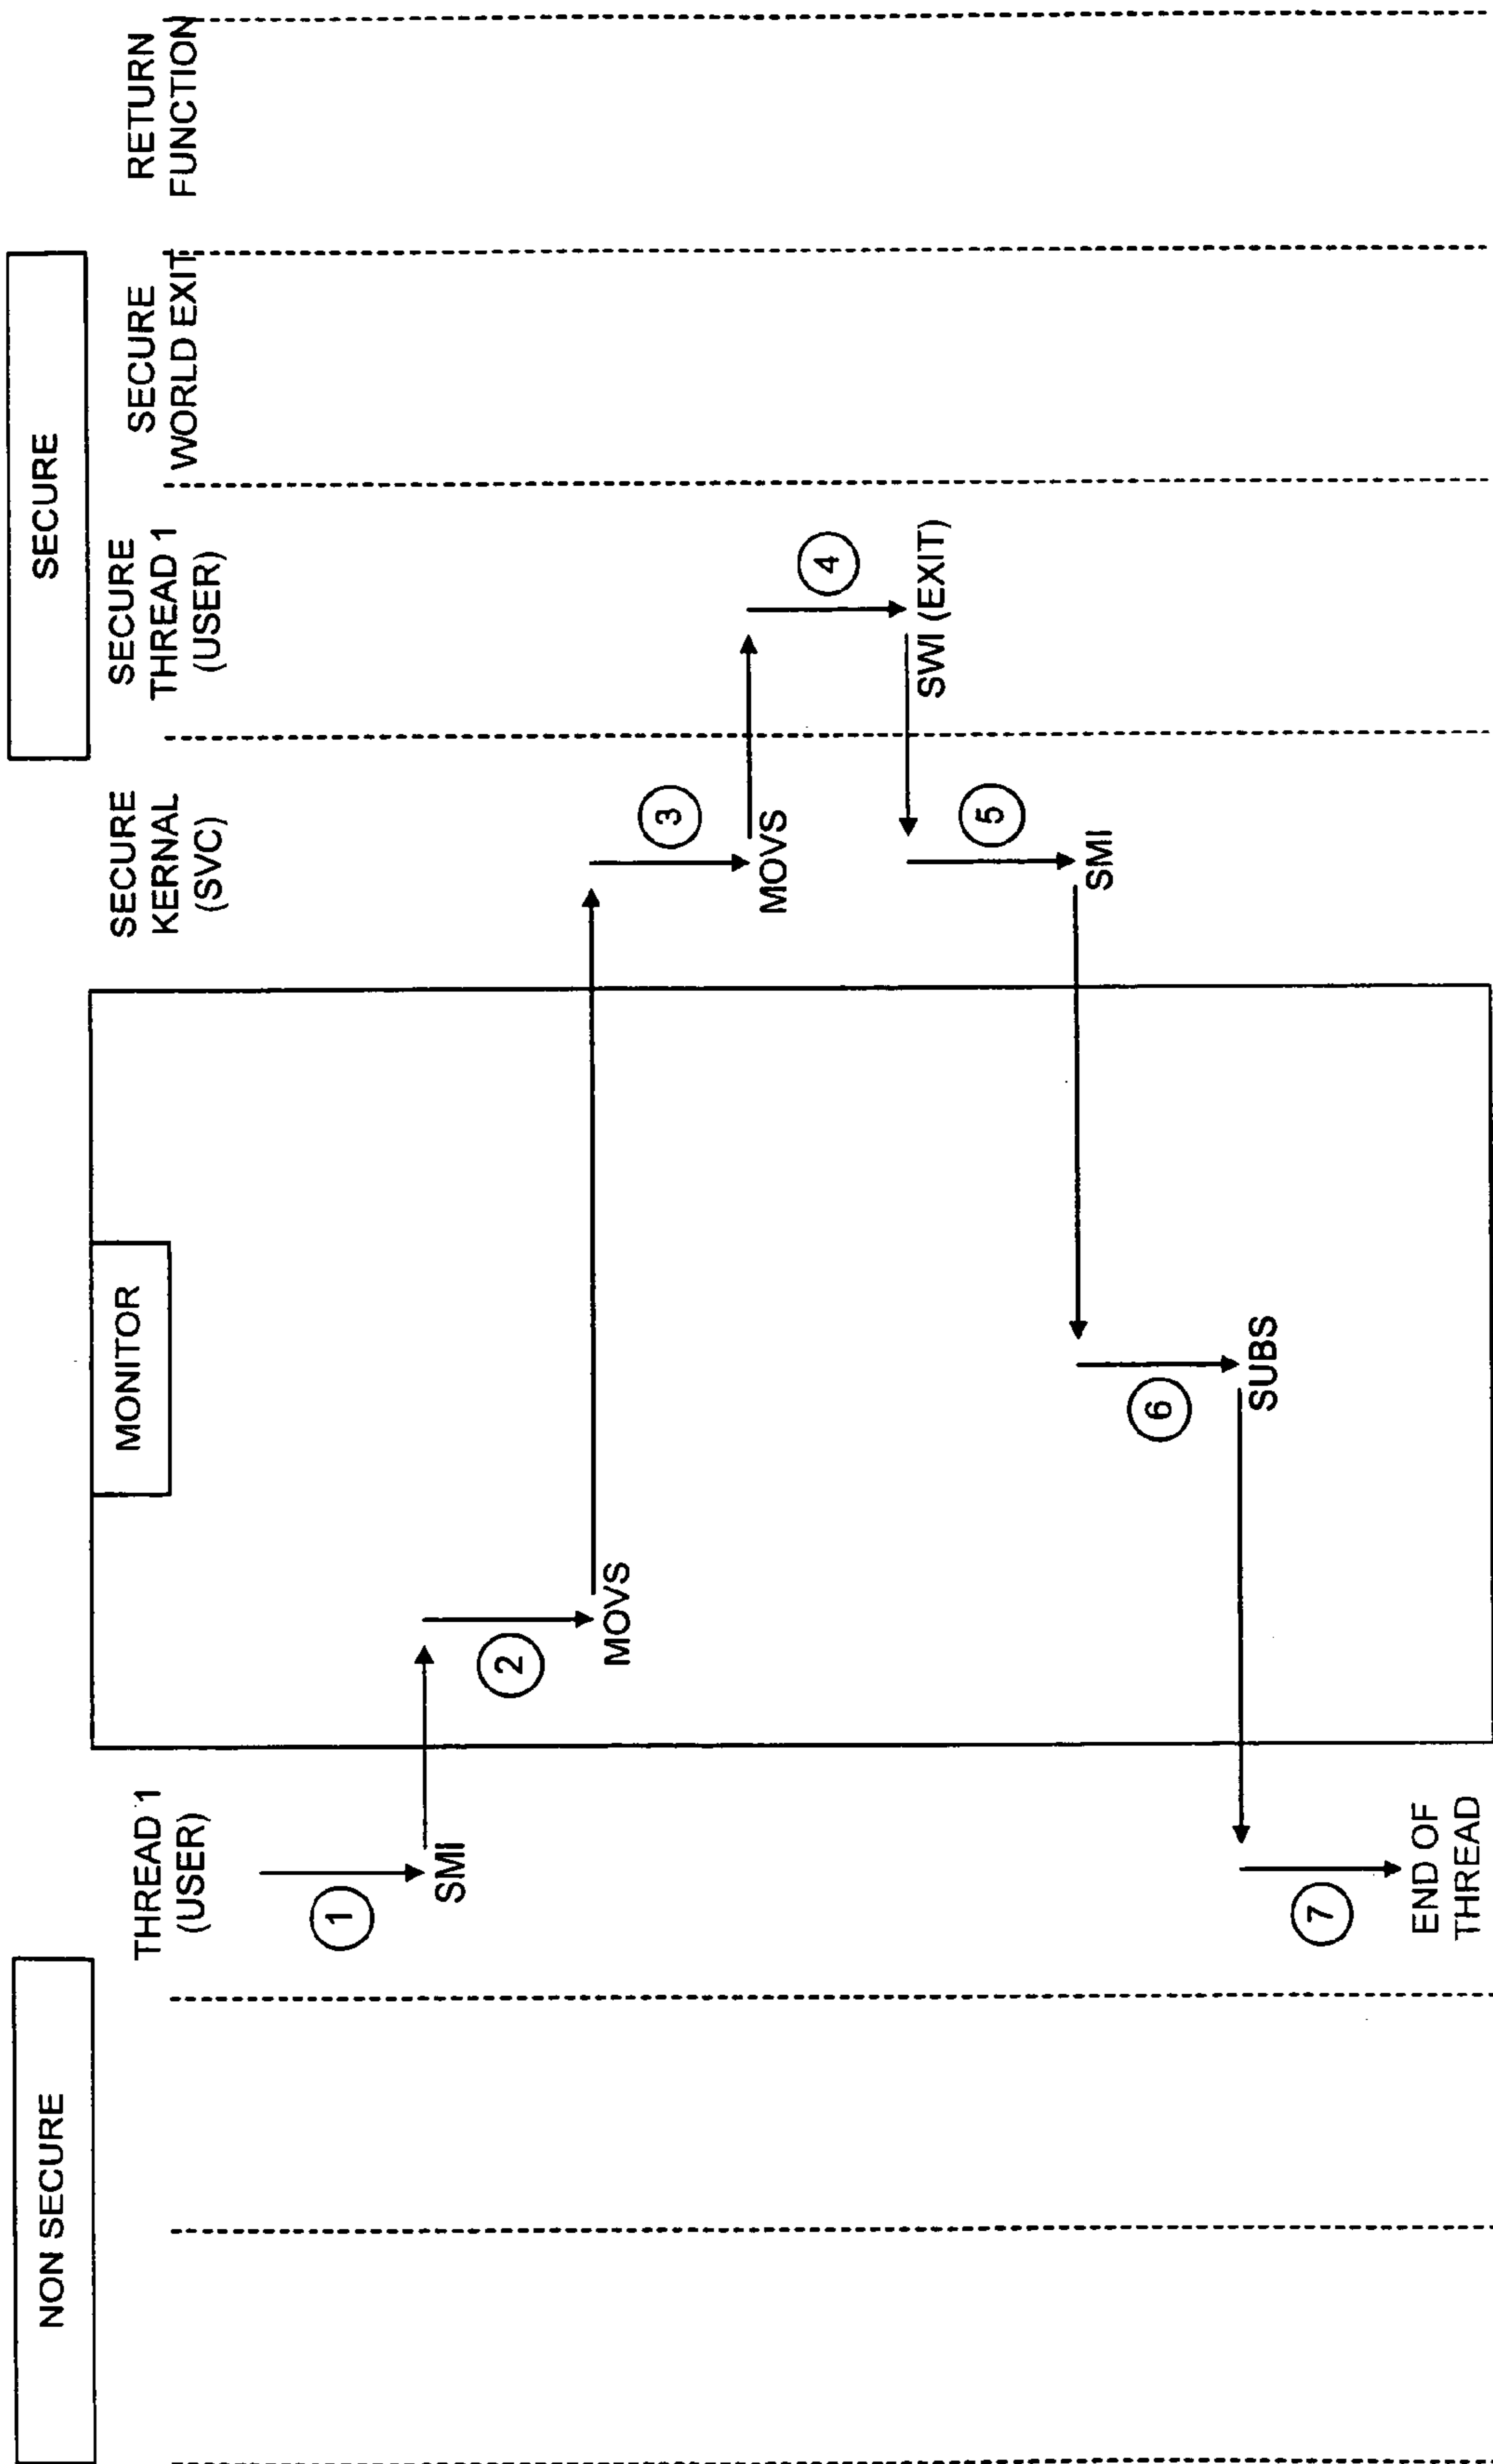 NON SECURE
MONITOR
SECURE
THREAD 1
(USER)
SECURE
KERNAL
(SVC)
SECURE
THREAD 1
(USER)
SECURE
WORLD EXIT
RETURN
FUNCTION
1
SMI
2
MOVS
3
MOVS
4
SWI (EXIT)
5
SMI
6
SUBS
7
END OF
THREAD